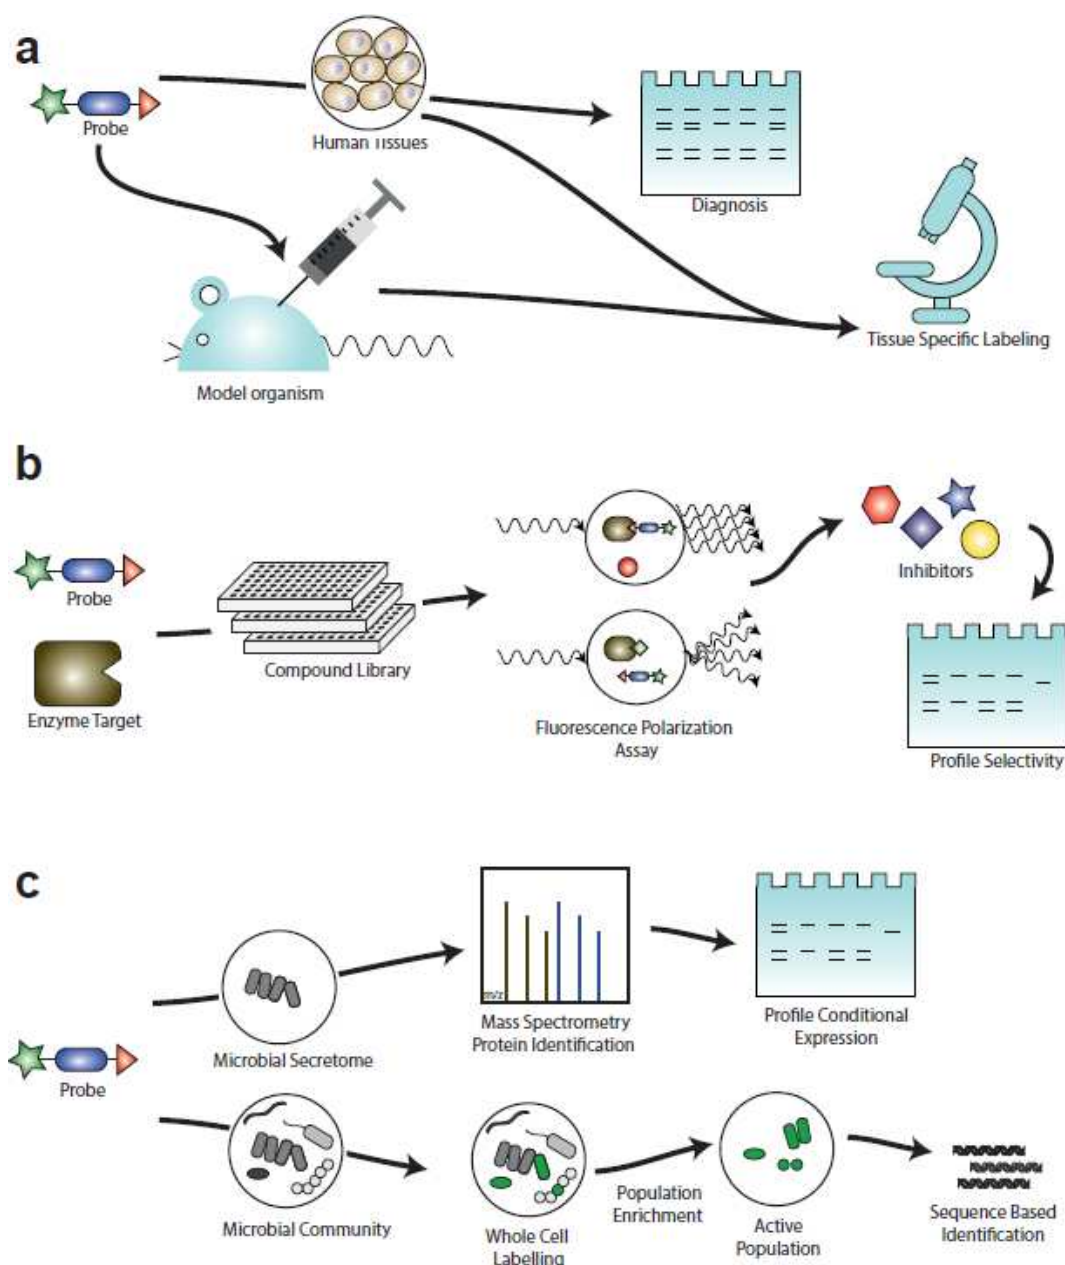 a
Probe
Human Tissues
Diagnosis
Tissue Specific Labeling
Model organism
b
Probe
Enzyme Target
Compound Library
Fluorescence Polarization
Assay
Inhibitors
Profile Selectivity
c
Probe
Microbial Secretome
m/z
Mass Spectrometry
Protein Identification
Profile Conditional
Expression
Microbial Community
Whole Cell
Labelling
Population
Enrichment
Active
Population
Sequence Based
Identification